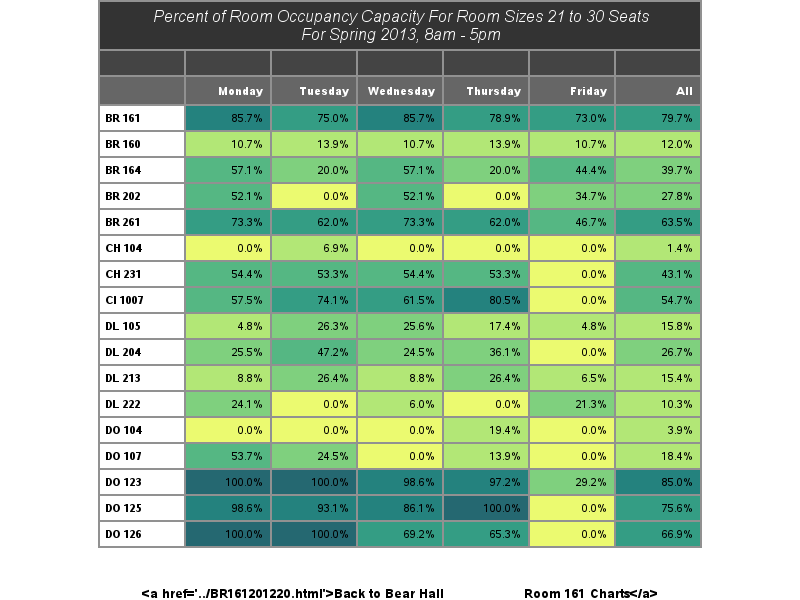 Percent of Room Occupancy Capacity For Room Sizes 21 to 30 Seats
For Spring 2013, 8am - 5pm
Monday Tuesday Wednesday Thursday Friday All
BR 161 85.7% 75.0% 85.7% 78.9% 73.0% 79.7%
BR 160 10.7% 13.9% 10.7% 13.9% 10.7% 12.0%
BR 164 57.1% 20.0% 57.1% 20.0% 44.4% 39.7%
BR 202 52.1% 0.0% 52.1% 0.0% 34.7% 27.8%
BR 261 73.3% 62.0% 73.3% 62.0% 46.7% 63.5%
CH 104 0.0% 6.9% 0.0% 0.0% 0.0% 1.4%
CH 231 54.4% 53.3% 54.4% 53.3% 0.0% 43.1%
CI 1007 57.5% 74.1% 61.5% 80.5% 0.0% 54.7%
DL 105 4.8% 26.3% 25.6% 17.4% 4.8% 15.8%
DL 204 25.5% 47.2% 24.5% 36.1% 0.0% 26.7%
DL 213 8.8% 26.4% 8.8% 26.4% 6.5% 15.4%
DL 222 24.1% 0.0% 6.0% 0.0% 21.3% 10.3%
DO 104 0.0% 0.0% 0.0% 19.4% 0.0% 3.9%
DO 107 53.7% 24.5% 0.0% 13.9% 0.0% 18.4%
DO 123 100.0% 100.0% 98.6% 97.2% 29.2% 85.0%
DO 125 98.6% 93.1% 86.1% 100.0% 0.0% 75.6%
DO 126 100.0% 100.0% 69.2% 65.3% 0.0% 66.9%
<a href='../BR161201220.html'>Back to Bear Hall Room 161 Charts</a>